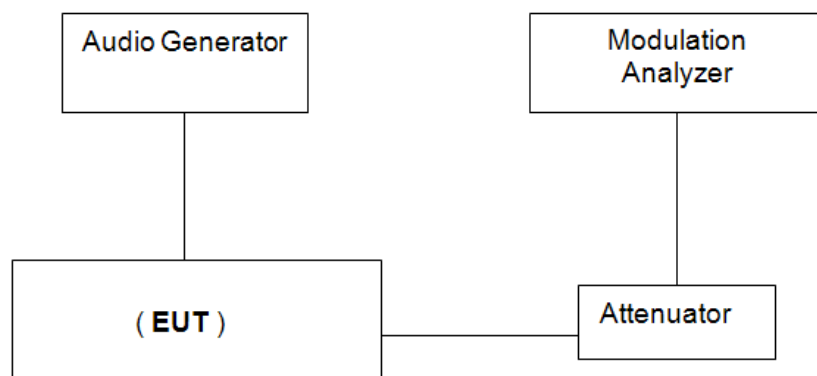 Audio Generator
Modulation
Analyzer
( EUT )
Attenuator